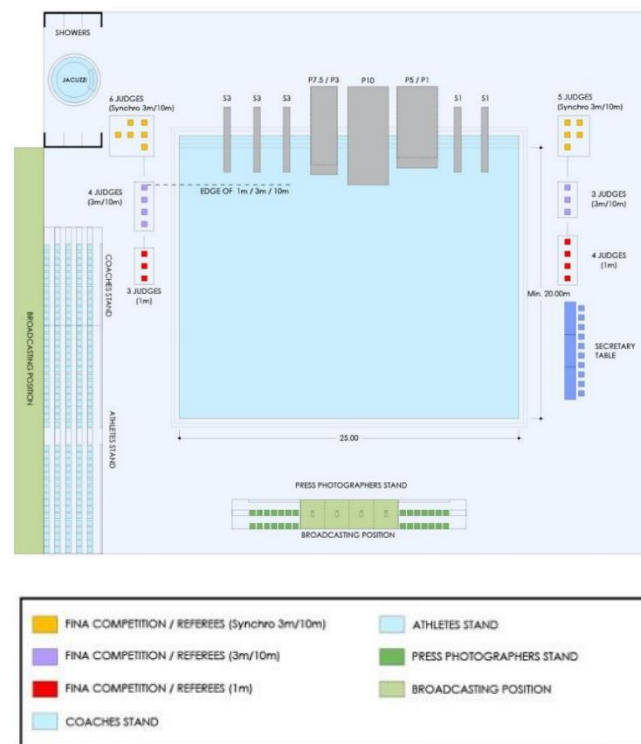 SHOWERS
JACUZZI
6 JUDGES
(Synchro 3m/10m)
S3
S3
S3
P7.5 / P3
P10
P5 / P1
S1
S1
5 JUDGES
(Synchro 3m/10m)
4 JUDGES
(3m/10m)
EDGE OF 1m / 3m / 10m
3 JUDGES
(3m/10m)
3 JUDGES
(1m)
4 JUDGES
(1m)
Min. 20.00m
COACHES STAND
BROADCASTING POSITION
SECRETARY
TABLE
ATHLETES STAND
25.00
PRESS PHOTOGRAPHERS STAND
BROADCASTING POSITION
FINA COMPETITION / REFEREES (Synchro 3m/10m)
FINA COMPETITION / REFEREES (3m/10m)
FINA COMPETITION / REFEREES (1m)
COACHES STAND
ATHLETES STAND
PRESS PHOTOGRAPHERS STAND
BROADCASTING POSITION